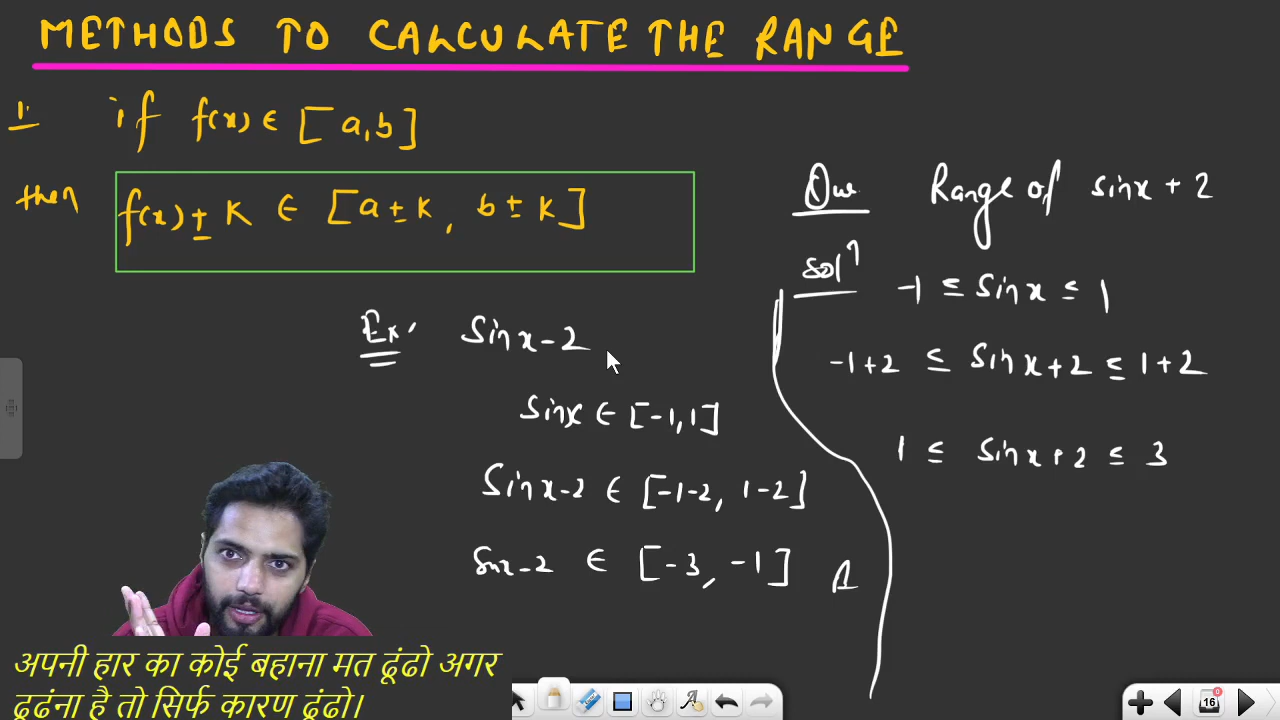 METHODS TO CALCULATE THE RANGE
1. if f(x) ∈ [a, b]
then f(x) ± K ∈ [a ± K, b ± K]
Ex. Sinx - 2
Sinx ∈ [-1, 1]
Sinx-2 ∈ [-1-2, 1-2]
Sinx-2 ∈ [-3, -1]
Que Range of sinx + 2
Solⁿ
-1 ≤ Sinx ≤ 1
-1+2 ≤ Sinx+2 ≤ 1+2
1 ≤ Sinx+2 ≤ 3
अपनी हार का कोई बहाना मत ढूंढो अगर
ढूढंना है तो सिर्फ कारण ढूंढो।
16